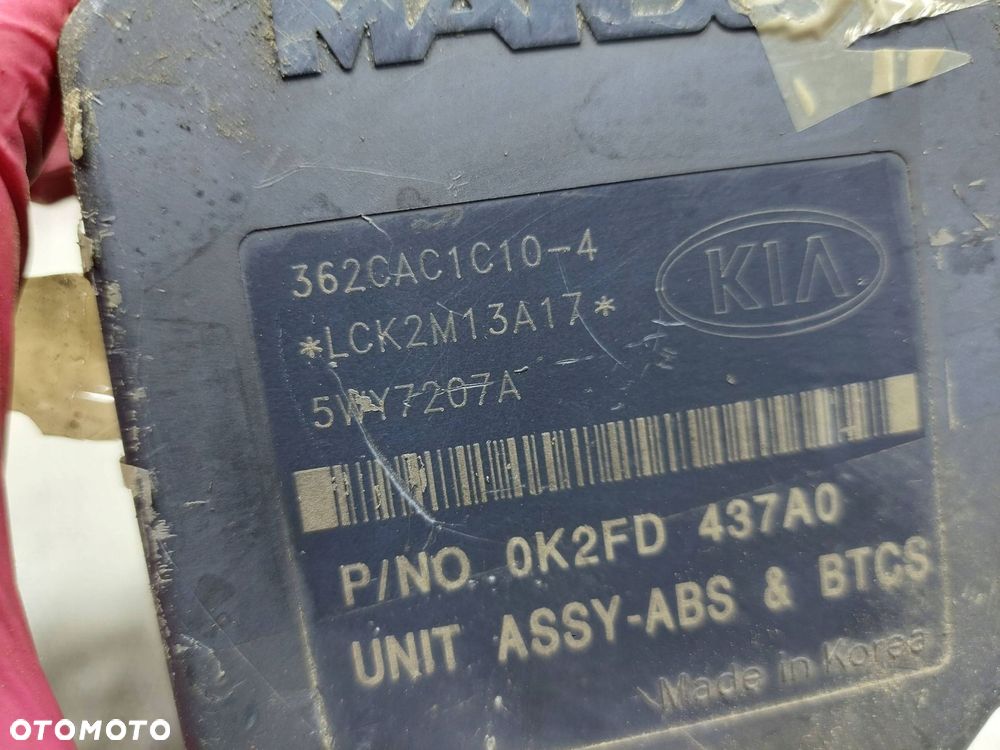 362CAC1C10-4
KIA
*LCK2M13A17*
5WY7207A
P/NO 0K2FD 437A0
UNIT ASSY-ABS & BTCS
Made in Korea
OTOMOTO